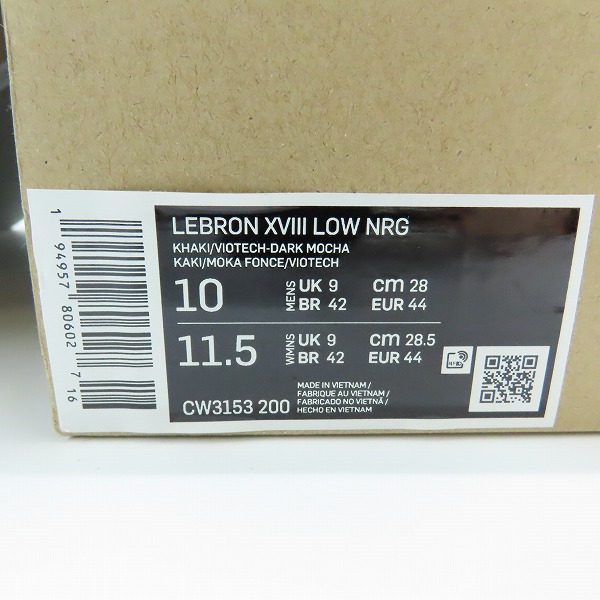 1 94957 80602 7 16
LEBRON XVIII LOW NRG
KHAKI/VIOTECH-DARK MOCHA
KAKI/MOKA FONCE/VIOTECH
10 MENS UK 9 cm 28
BR 42 EUR 44
11.5 WMNS UK 9 cm 28.5
BR 42 EUR 44
CW3153 200
MADE IN VIETNAM /
FABRIQUE AU VIETNAM /
FABRICADO NO VIETNÃ /
HECHO EN VIETNAM